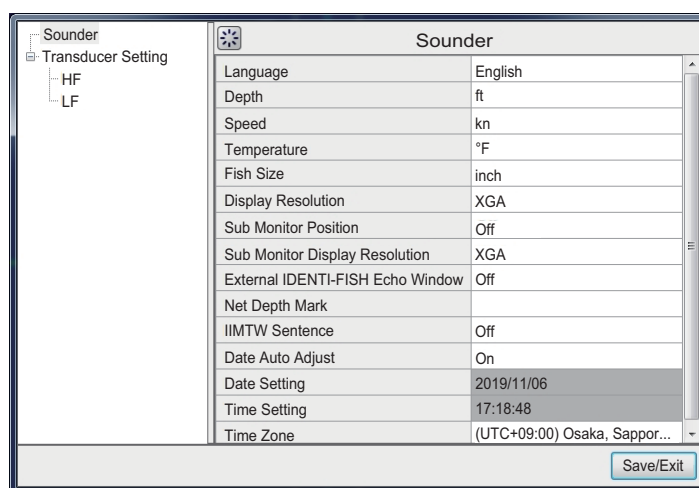 Sounder
Transducer Setting
HF
LF
Sounder
Language English
Depth ft
Speed kn
Temperature °F
Fish Size inch
Display Resolution XGA
Sub Monitor Position Off
Sub Monitor Display Resolution XGA
External IDENTI-FISH Echo Window Off
Net Depth Mark
IIMTW Sentence Off
Date Auto Adjust On
Date Setting 2019/11/06
Time Setting 17:18:48
Time Zone (UTC+09:00) Osaka, Sappor...
Save/Exit